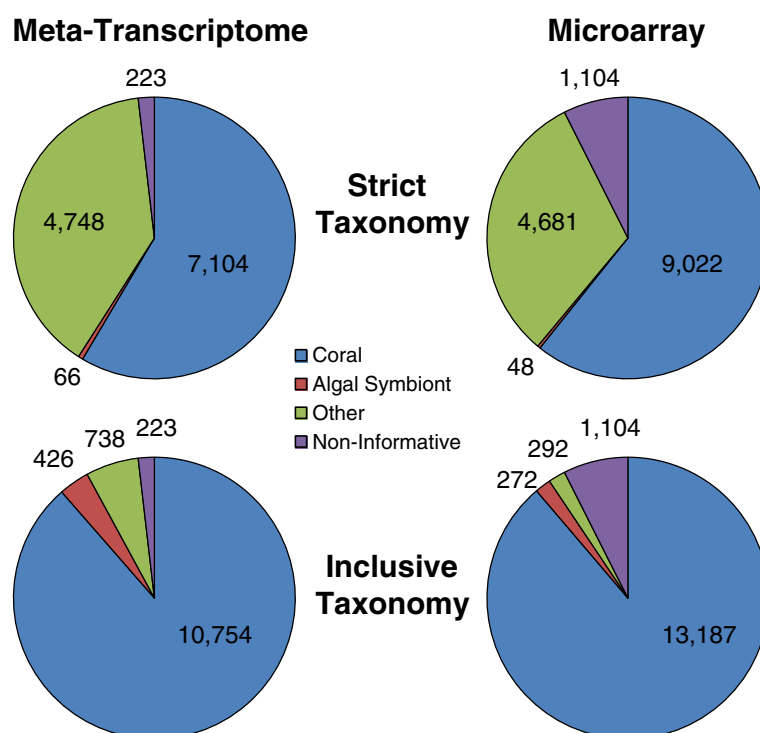 Meta-Transcriptome
Microarray
223
4,748
7,104
66
1,104
4,681
9,022
48
Strict
Taxonomy
Coral
Algal Symbiont
Other
Non-Informative
426
738
223
10,754
272
292
1,104
13,187
Inclusive
Taxonomy